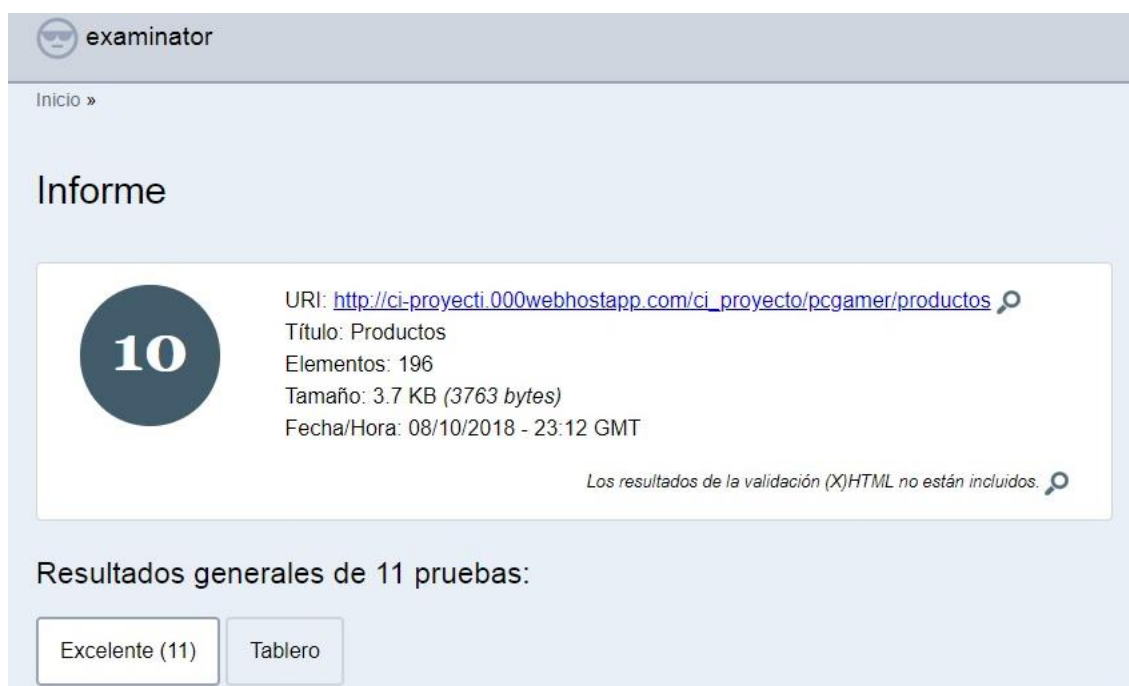 examinator
Inicio »
Informe
10
URI: http://ci-proyecti.000webhostapp.com/ci_proyecto/pcgamer/productos
Título: Productos
Elementos: 196
Tamaño: 3.7 KB (3763 bytes)
Fecha/Hora: 08/10/2018 - 23:12 GMT
Los resultados de la validación (X)HTML no están incluidos.
Resultados generales de 11 pruebas:
Excelente (11) Tablero